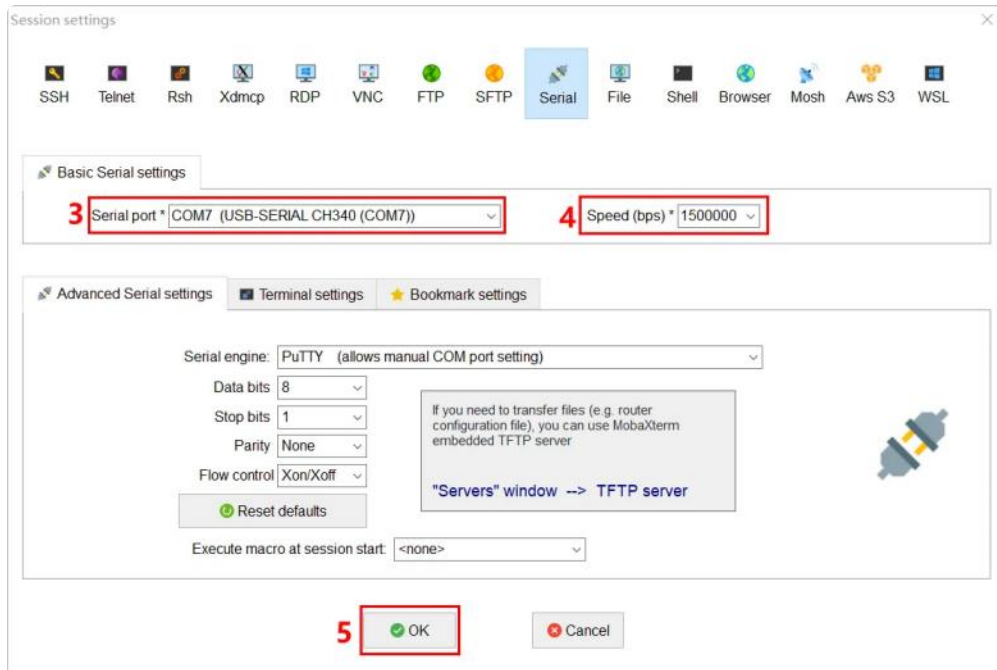 Session settings
SSH Telnet Rsh Xdmcp RDP VNC FTP SFTP Serial File Shell Browser Mosh Aws S3 WSL
Basic Serial settings
3 Serial port * COM7 (USB-SERIAL CH340 (COM7)) 4 Speed (bps) * 1500000
Advanced Serial settings Terminal settings Bookmark settings
Serial engine: PuTTY (allows manual COM port setting)
Data bits 8
Stop bits 1
Parity None
Flow control Xon/Xoff
Reset defaults
If you need to transfer files (e.g. router
configuration file), you can use MobaXterm
embedded TFTP server
"Servers" window --> TFTP server
Execute macro at session start: <none>
5 OK Cancel